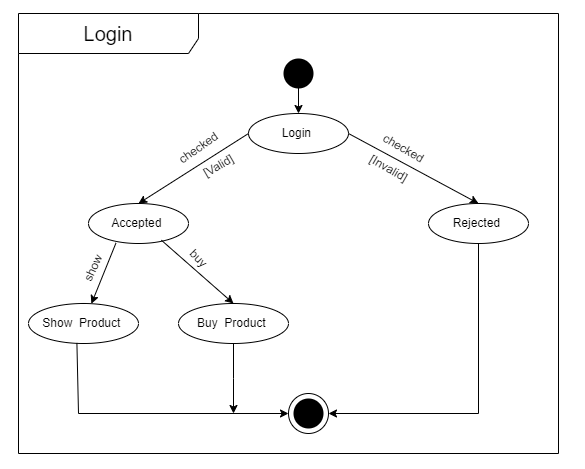 Login
Login
checked
[Valid]
checked
[Invalid]
Accepted
Rejected
show
buy
Show Product
Buy Product